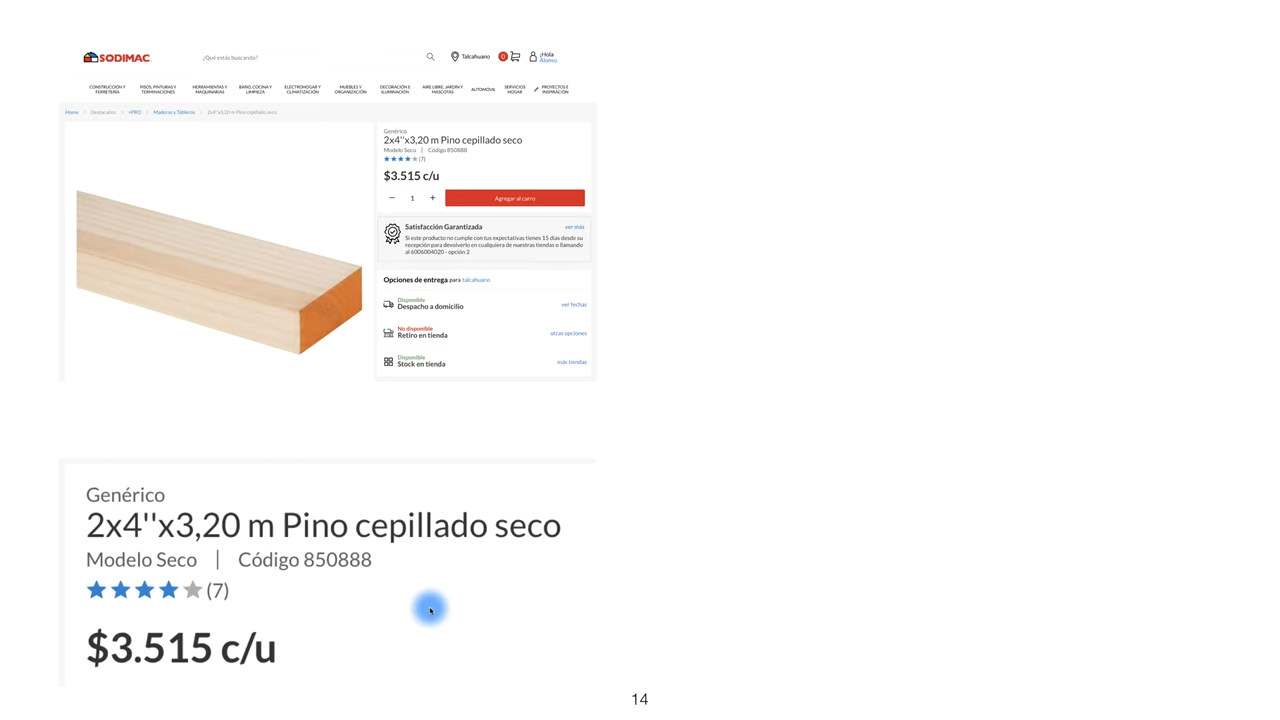 SODIMAC
¿Qué estás buscando?
Talcahuano
0
¡Hola
Alonso
CONSTRUCCIÓN Y
FERRETERÍA
PISOS, PINTURAS Y
TERMINACIONES
HERRAMIENTAS Y
MAQUINARIAS
BAÑO, COCINA Y
LIMPIEZA
ELECTROHOGAR Y
CLIMATIZACIÓN
MUEBLES Y
ORGANIZACIÓN
DECORACIÓN E
ILUMINACIÓN
AIRE LIBRE, JARDÍN Y
MASCOTAS
AUTOMÓVIL
SERVICIOS
HOGAR
PROYECTOS E
INSPIRACIÓN
Home / Destacados / +PRO / Maderas y Tableros / 2x4''x3,20 m Pino cepillado seco
Genérico
2x4''x3,20 m Pino cepillado seco
Modelo Seco | Código 850888
(7)
$3.515 c/u
− 1 +
Agregar al carro
Satisfacción Garantizada
ver más
Si este producto no cumple con tus expectativas tienes 15 días desde su
recepción para devolverlo en cualquiera de nuestras tiendas o llamando
al 6006004020 - opción 2
Opciones de entrega para talcahuano
Disponible
Despacho a domicilio
ver fechas
No disponible
Retiro en tienda
otras opciones
Disponible
Stock en tienda
más tiendas
Genérico
2x4''x3,20 m Pino cepillado seco
Modelo Seco | Código 850888
(7)
$3.515 c/u
14